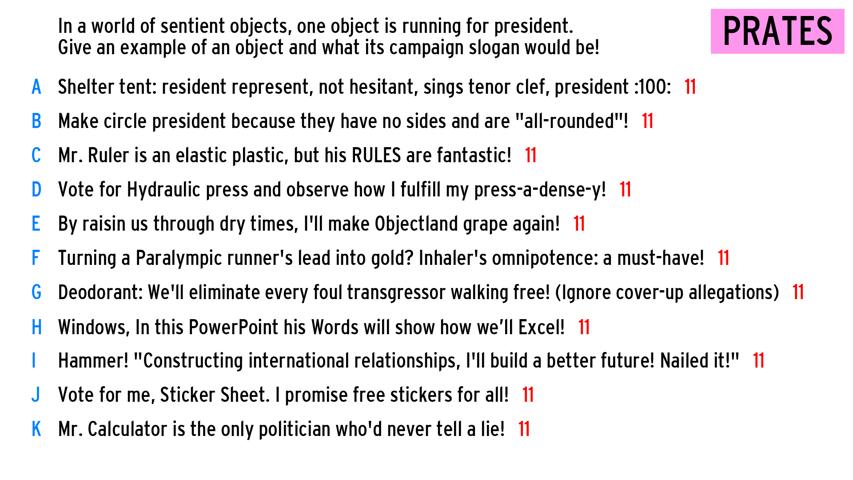 In a world of sentient objects, one object is running for president.
Give an example of an object and what its campaign slogan would be!
PRATES
A Shelter tent: resident represent, not hesitant, sings tenor clef, president :100: 11
B Make circle president because they have no sides and are "all-rounded"! 11
C Mr. Ruler is an elastic plastic, but his RULES are fantastic! 11
D Vote for Hydraulic press and observe how I fulfill my press-a-dense-y! 11
E By raisin us through dry times, I'll make Objectland grape again! 11
F Turning a Paralympic runner's lead into gold? Inhaler's omnipotence: a must-have! 11
G Deodorant: We'll eliminate every foul transgressor walking free! (Ignore cover-up allegations) 11
H Windows, In this PowerPoint his Words will show how we'll Excel! 11
I Hammer! "Constructing international relationships, I'll build a better future! Nailed it!" 11
J Vote for me, Sticker Sheet. I promise free stickers for all! 11
K Mr. Calculator is the only politician who'd never tell a lie! 11